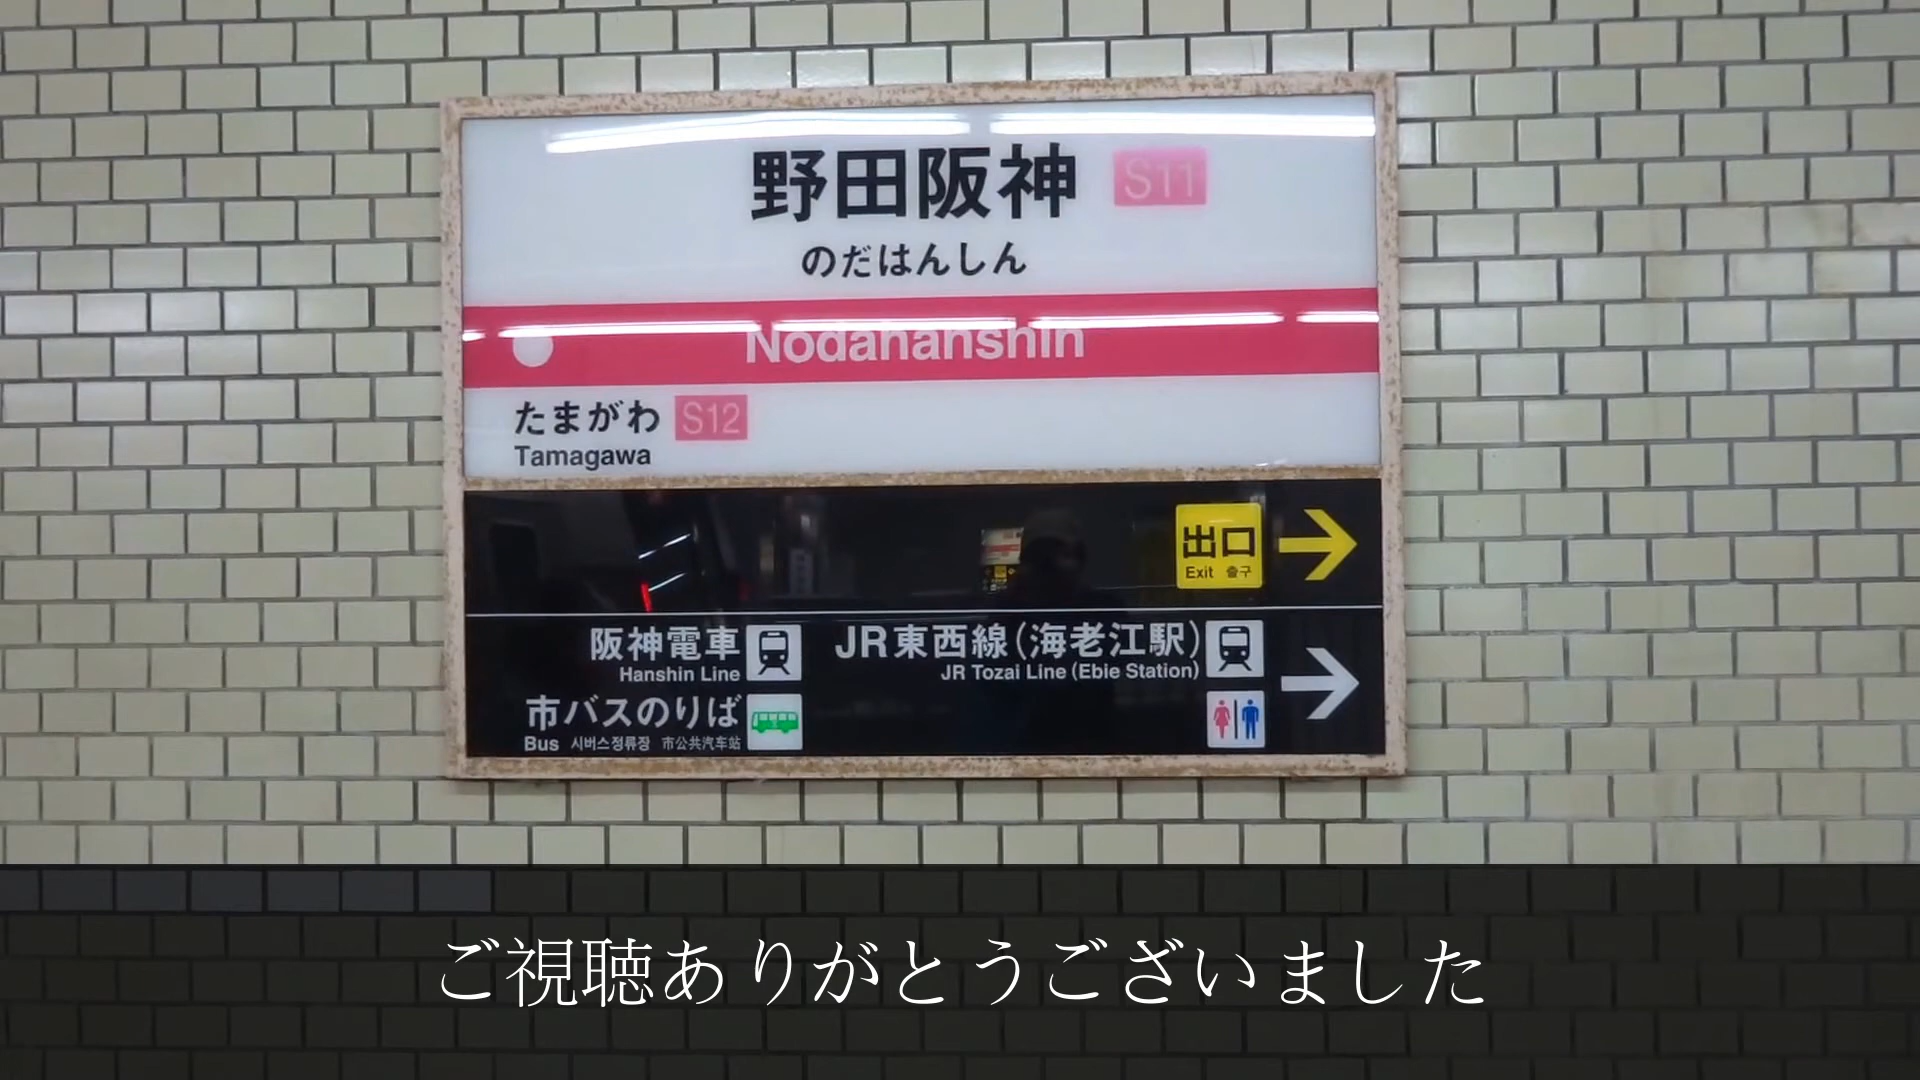 野田阪神 S11
のだはんしん
Nodahanshin
たまがわ S12
Tamagawa
出口
Exit 출구
阪神電車
Hanshin Line
JR東西線(海老江駅)
JR Tozai Line (Ebie Station)
市バスのりば
Bus 시버스정류장 市公共汽车站
ご視聴ありがとうございました